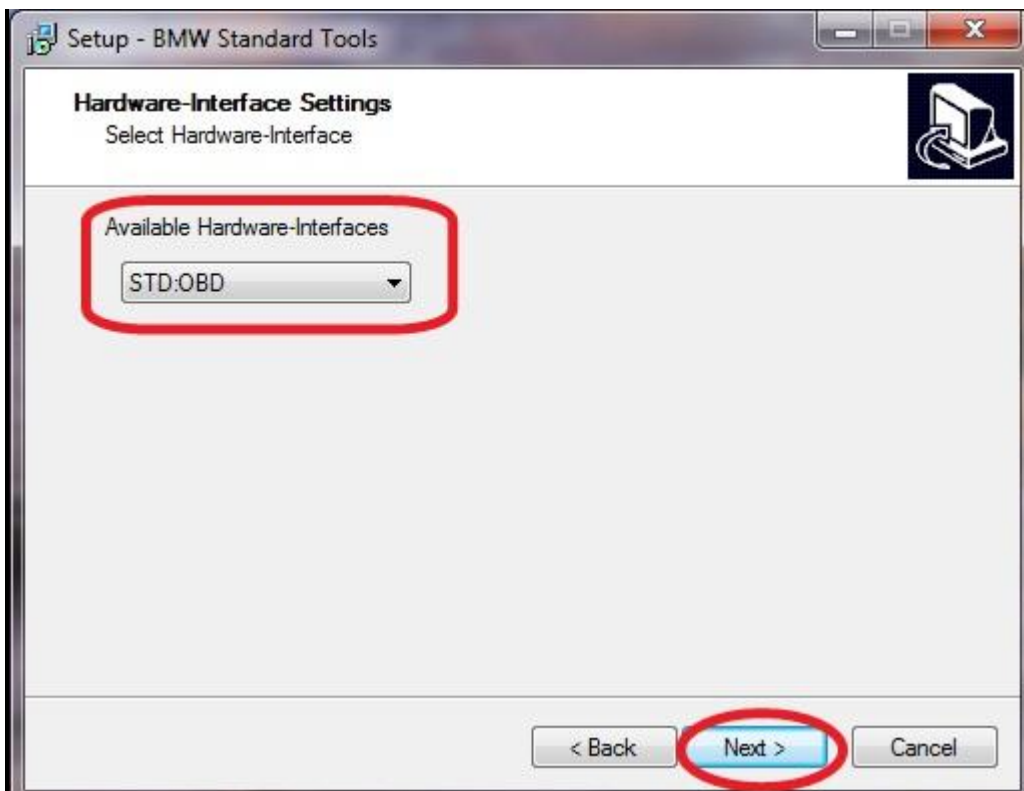 Setup - BMW Standard Tools
Hardware-Interface Settings
Select Hardware-Interface
Available Hardware-Interfaces
STD:OBD
< Back
Next >
Cancel